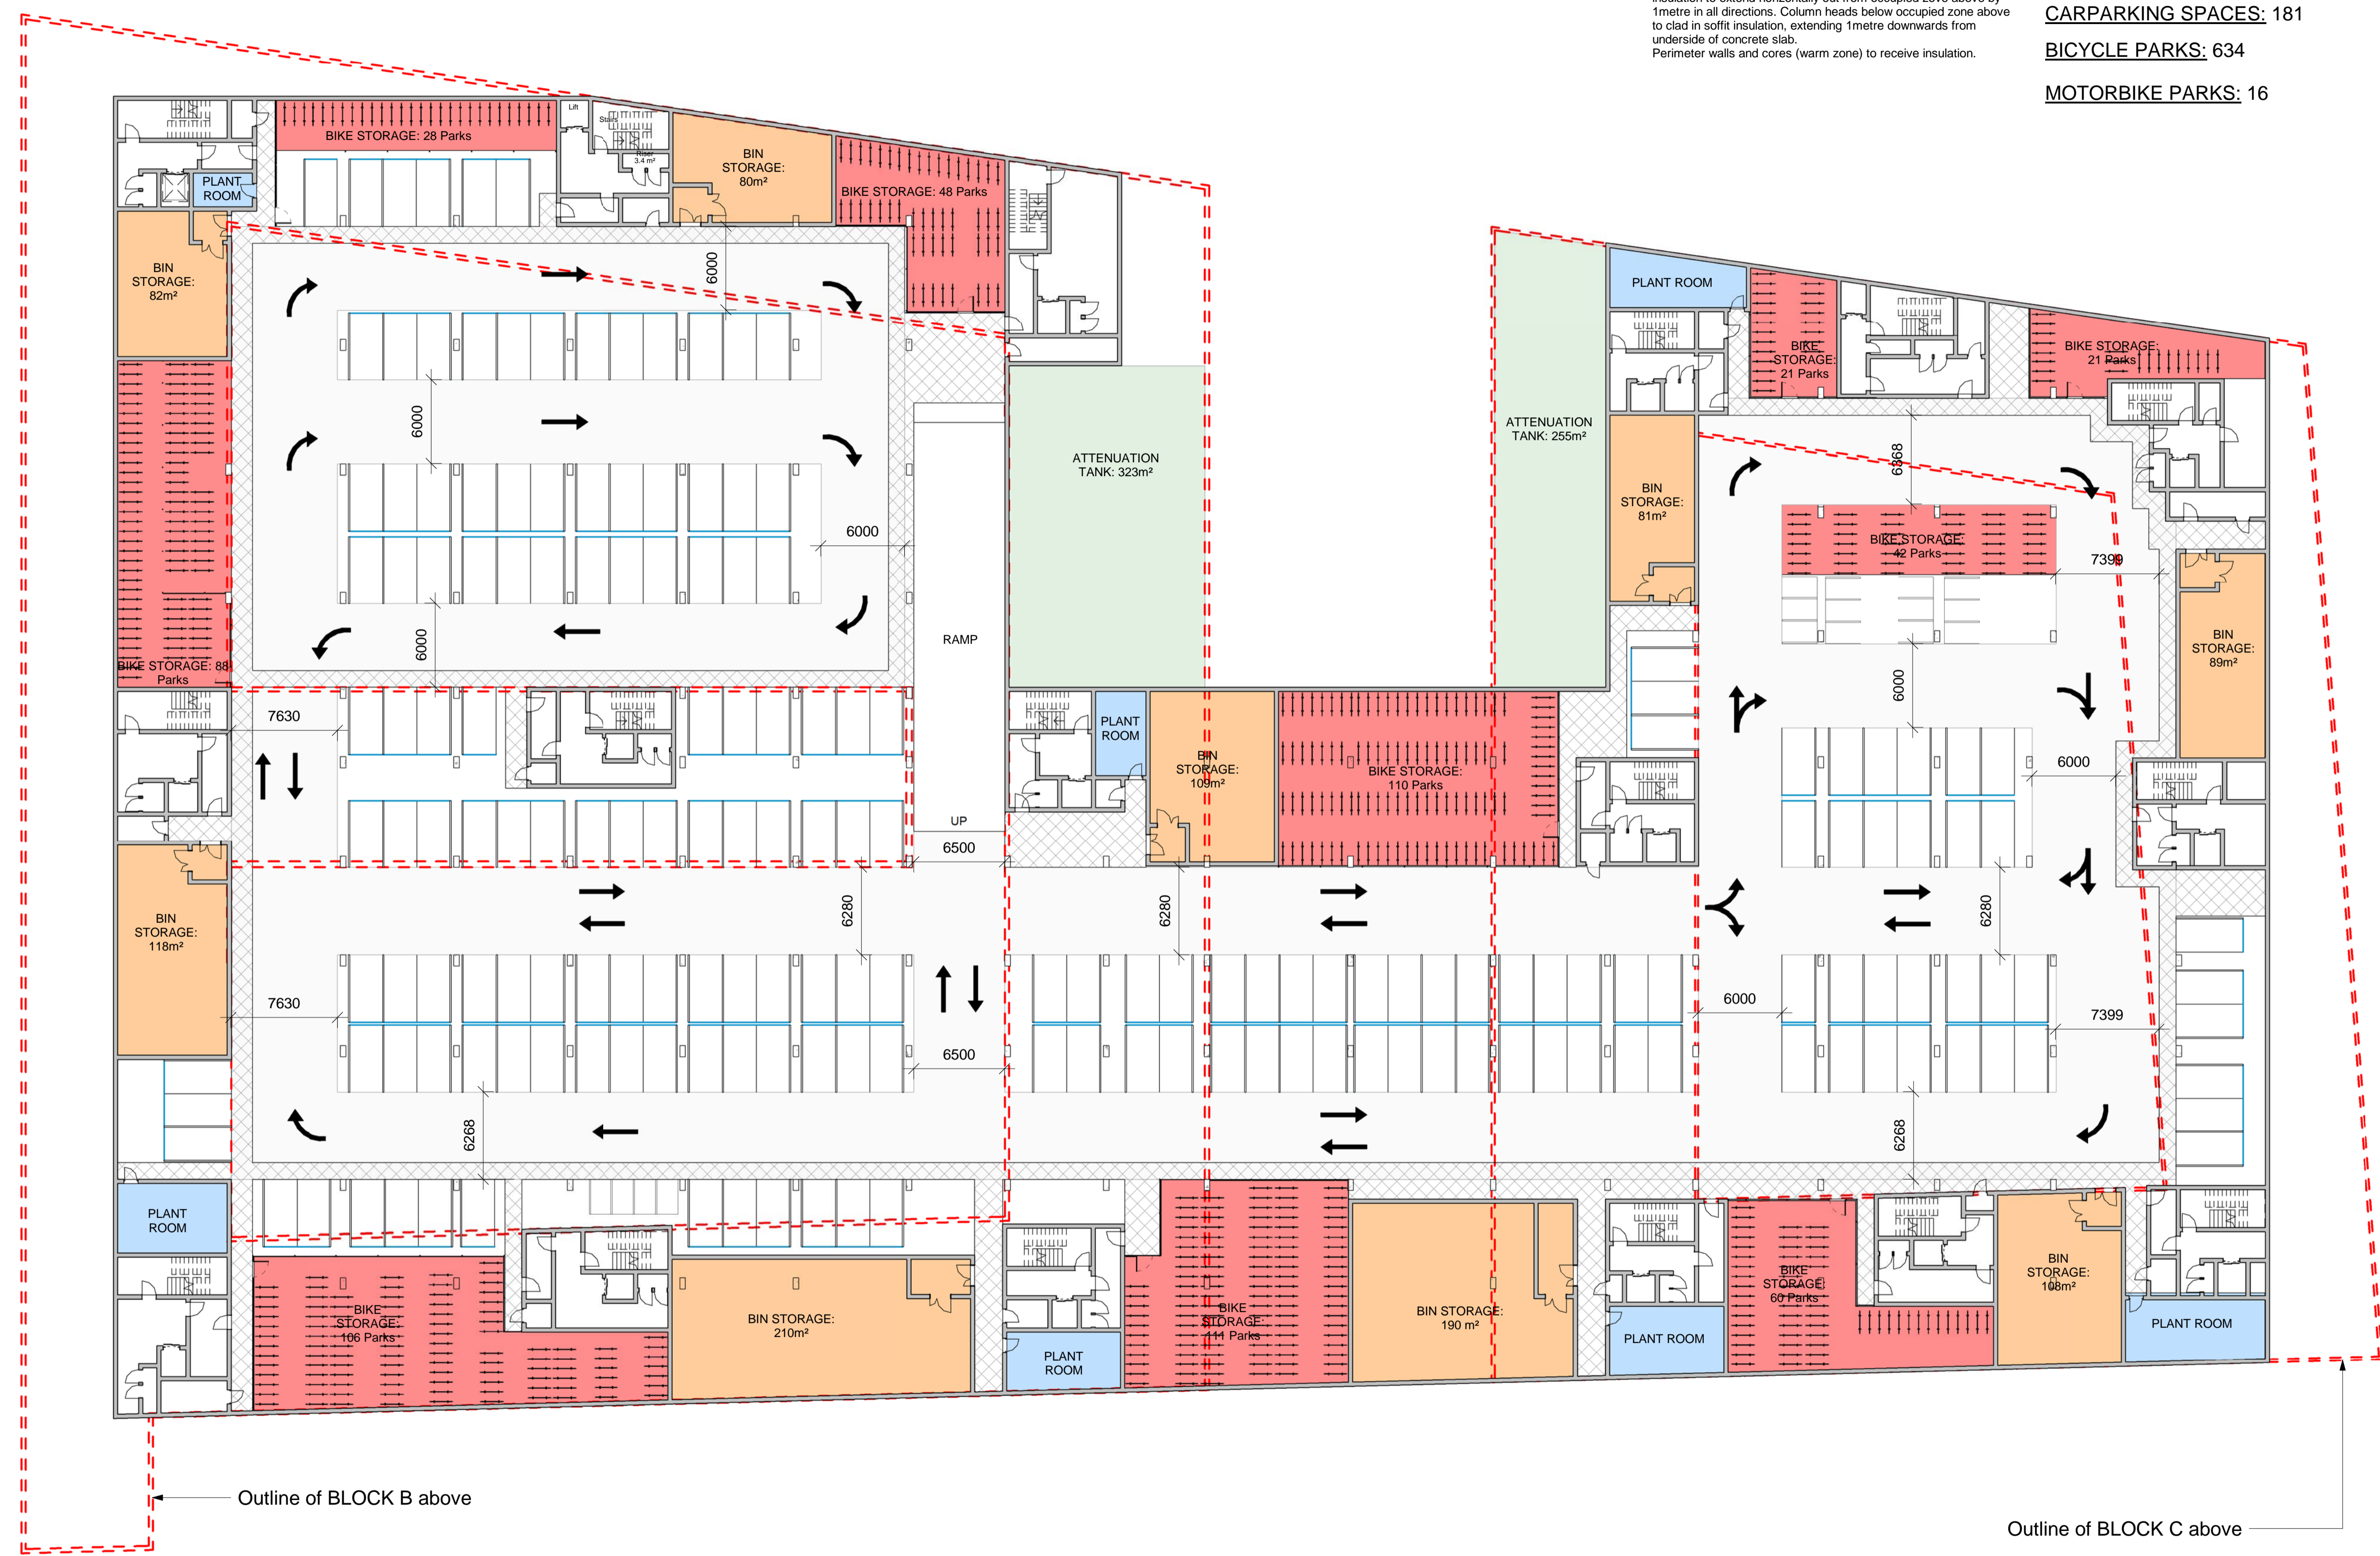 1metre in all directions. Column heads below occupied zone above
to clad in soffit insulation, extending 1metre downwards from
underside of concrete slab.
Perimeter walls and cores (warm zone) to receive insulation.
CARPARKING SPACES: 181
BICYCLE PARKS: 634
MOTORBIKE PARKS: 16
BIKE STORAGE: 28 Parks
Lift
Stairs
Riser
3.4 m²
BIN
STORAGE:
80m²
BIKE STORAGE: 48 Parks
PLANT
ROOM
BIN
STORAGE:
82m²
6000
PLANT ROOM
BIKE
STORAGE:
21 Parks
BIKE STORAGE:
21 Parks
6000
ATTENUATION
TANK: 323m²
ATTENUATION
TANK: 255m²
6868
BIN
STORAGE:
81m²
6000
BIKE STORAGE:
42 Parks
7399
6000
RAMP
BIN
STORAGE:
89m²
BIKE STORAGE: 88
Parks
6000
7630
PLANT
ROOM
BIN
STORAGE:
109m²
BIKE STORAGE:
110 Parks
6000
UP
6500
BIN
STORAGE:
118m²
6280
6280
6280
7630
6000
7399
6500
6268
6268
PLANT
ROOM
BIKE
STORAGE:
106 Parks
BIN STORAGE:
210m²
PLANT
ROOM
BIKE
STORAGE:
111 Parks
BIN STORAGE:
190 m²
PLANT ROOM
BIKE
STORAGE:
60 Parks
BIN
STORAGE:
108m²
PLANT ROOM
Outline of BLOCK B above
Outline of BLOCK C above